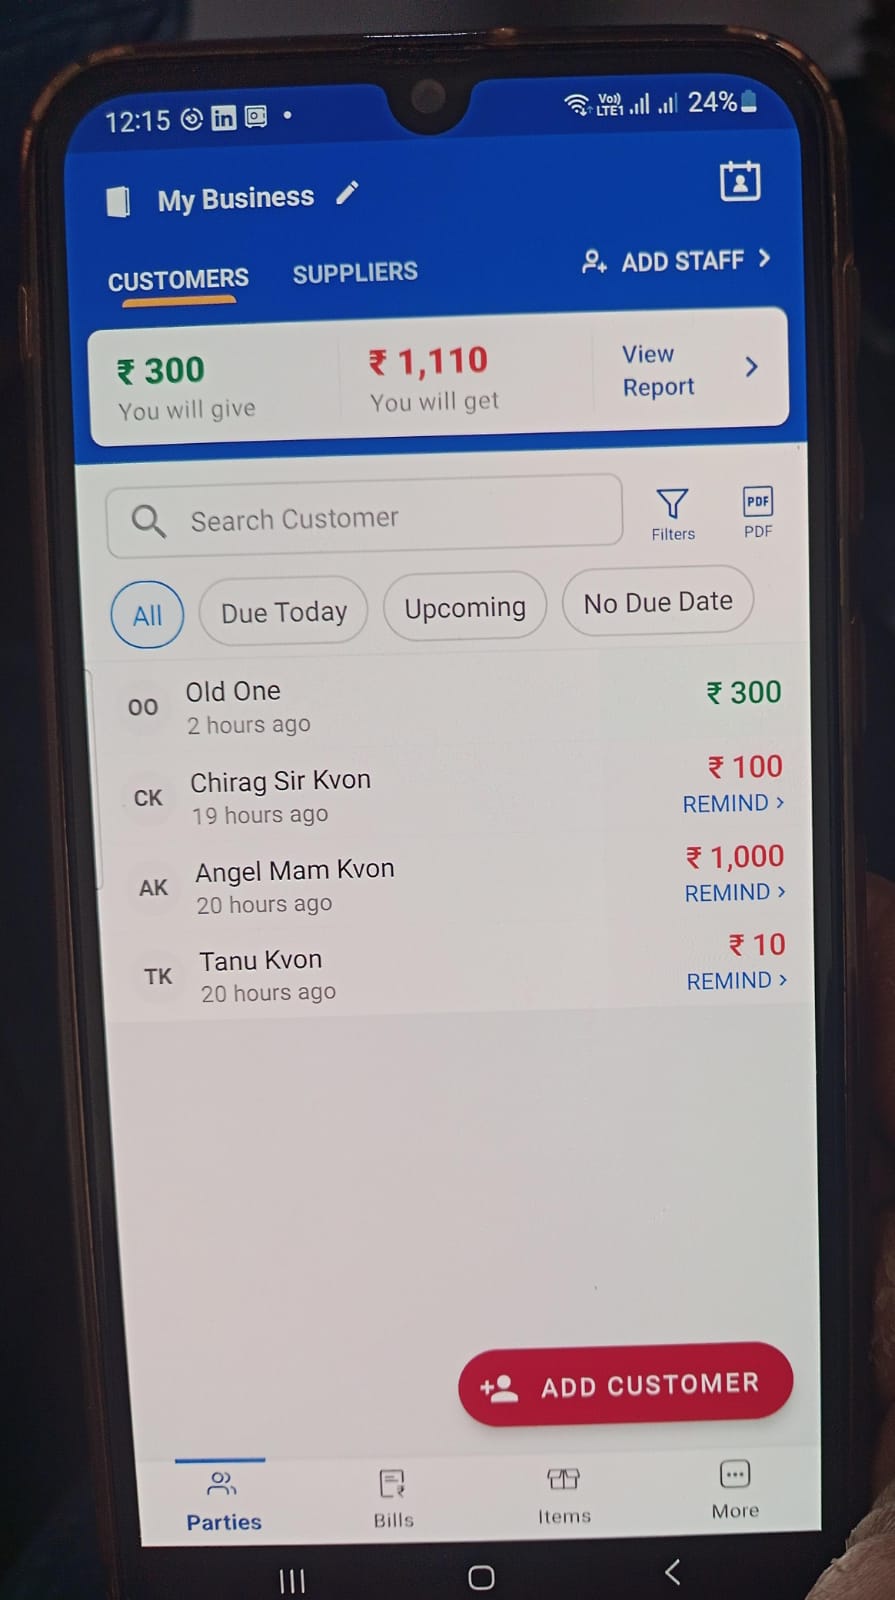 12:15 in Vo)) LTE1 24%
My Business
CUSTOMERS SUPPLIERS ADD STAFF >
₹ 300 ₹ 1,110 View
You will give You will get Report >
Search Customer
Filters PDF PDF
All Due Today Upcoming No Due Date
OO Old One ₹ 300
2 hours ago
CK Chirag Sir Kvon ₹ 100
19 hours ago REMIND >
AK Angel Mam Kvon ₹ 1,000
20 hours ago REMIND >
TK Tanu Kvon ₹ 10
20 hours ago REMIND >
ADD CUSTOMER
Parties Bills Items More